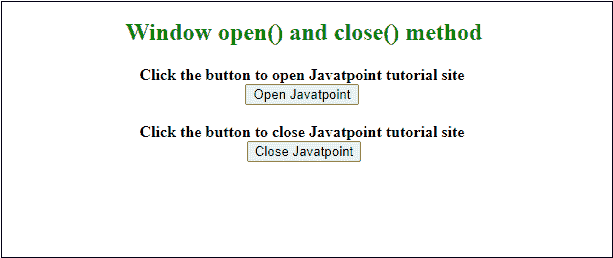 Window open() and close() method
Click the button to open Javatpoint tutorial site
Open Javatpoint
Click the button to close Javatpoint tutorial site
Close Javatpoint